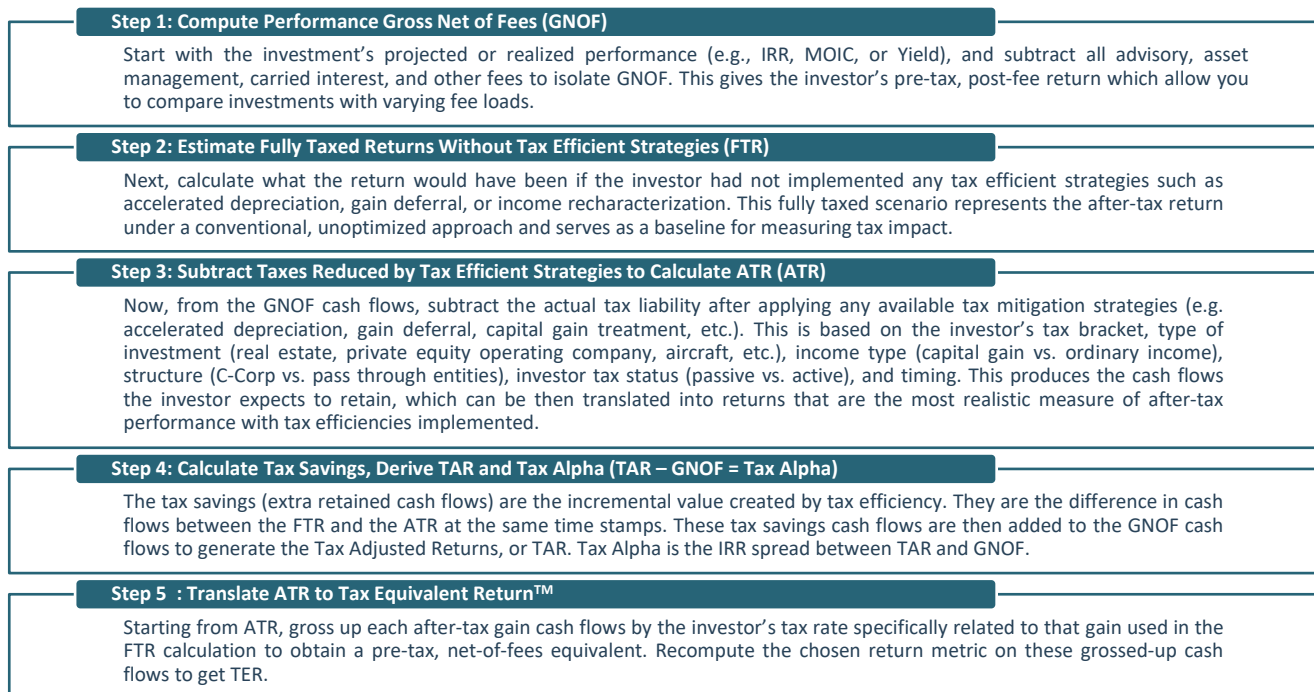 Step 1: Compute Performance Gross Net of Fees (GNOF)
Start with the investment's projected or realized performance (e.g., IRR, MOIC, or Yield), and subtract all advisory, asset
management, carried interest, and other fees to isolate GNOF. This gives the investor's pre-tax, post-fee return which allow you
to compare investments with varying fee loads.
Step 2: Estimate Fully Taxed Returns Without Tax Efficient Strategies (FTR)
Next, calculate what the return would have been if the investor had not implemented any tax efficient strategies such as
accelerated depreciation, gain deferral, or income recharacterization. This fully taxed scenario represents the after-tax return
under a conventional, unoptimized approach and serves as a baseline for measuring tax impact.
Step 3: Subtract Taxes Reduced by Tax Efficient Strategies to Calculate ATR (ATR)
Now, from the GNOF cash flows, subtract the actual tax liability after applying any available tax mitigation strategies (e.g.
accelerated depreciation, gain deferral, capital gain treatment, etc.). This is based on the investor's tax bracket, type of
investment (real estate, private equity operating company, aircraft, etc.), income type (capital gain vs. ordinary income),
structure (C-Corp vs. pass through entities), investor tax status (passive vs. active), and timing. This produces the cash flows
the investor expects to retain, which can be then translated into returns that are the most realistic measure of after-tax
performance with tax efficiencies implemented.
Step 4: Calculate Tax Savings, Derive TAR and Tax Alpha (TAR – GNOF = Tax Alpha)
The tax savings (extra retained cash flows) are the incremental value created by tax efficiency. They are the difference in cash
flows between the FTR and the ATR at the same time stamps. These tax savings cash flows are then added to the GNOF cash
flows to generate the Tax Adjusted Returns, or TAR. Tax Alpha is the IRR spread between TAR and GNOF.
Step 5 : Translate ATR to Tax Equivalent Return™
Starting from ATR, gross up each after-tax gain cash flows by the investor's tax rate specifically related to that gain used in the
FTR calculation to obtain a pre-tax, net-of-fees equivalent. Recompute the chosen return metric on these grossed-up cash
flows to get TER.